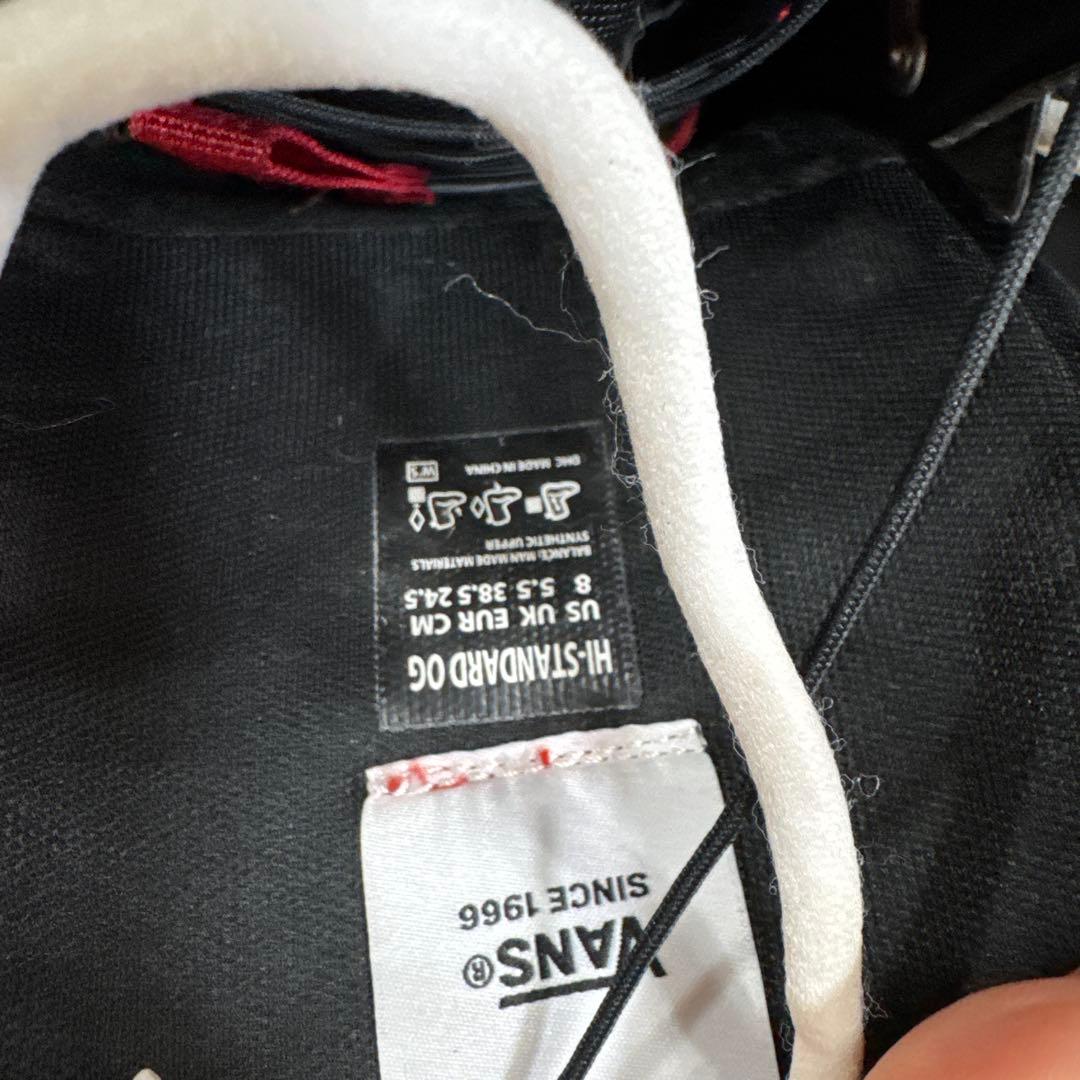 HI-STANDARD OG
US UK EUR CM
8 5.5 38.5 24.5
BALANCE: MAN MADE MATERIALS
SYNTHETIC UPPER
DHC MADE IN CHINA W'S
VANS®
SINCE 1966